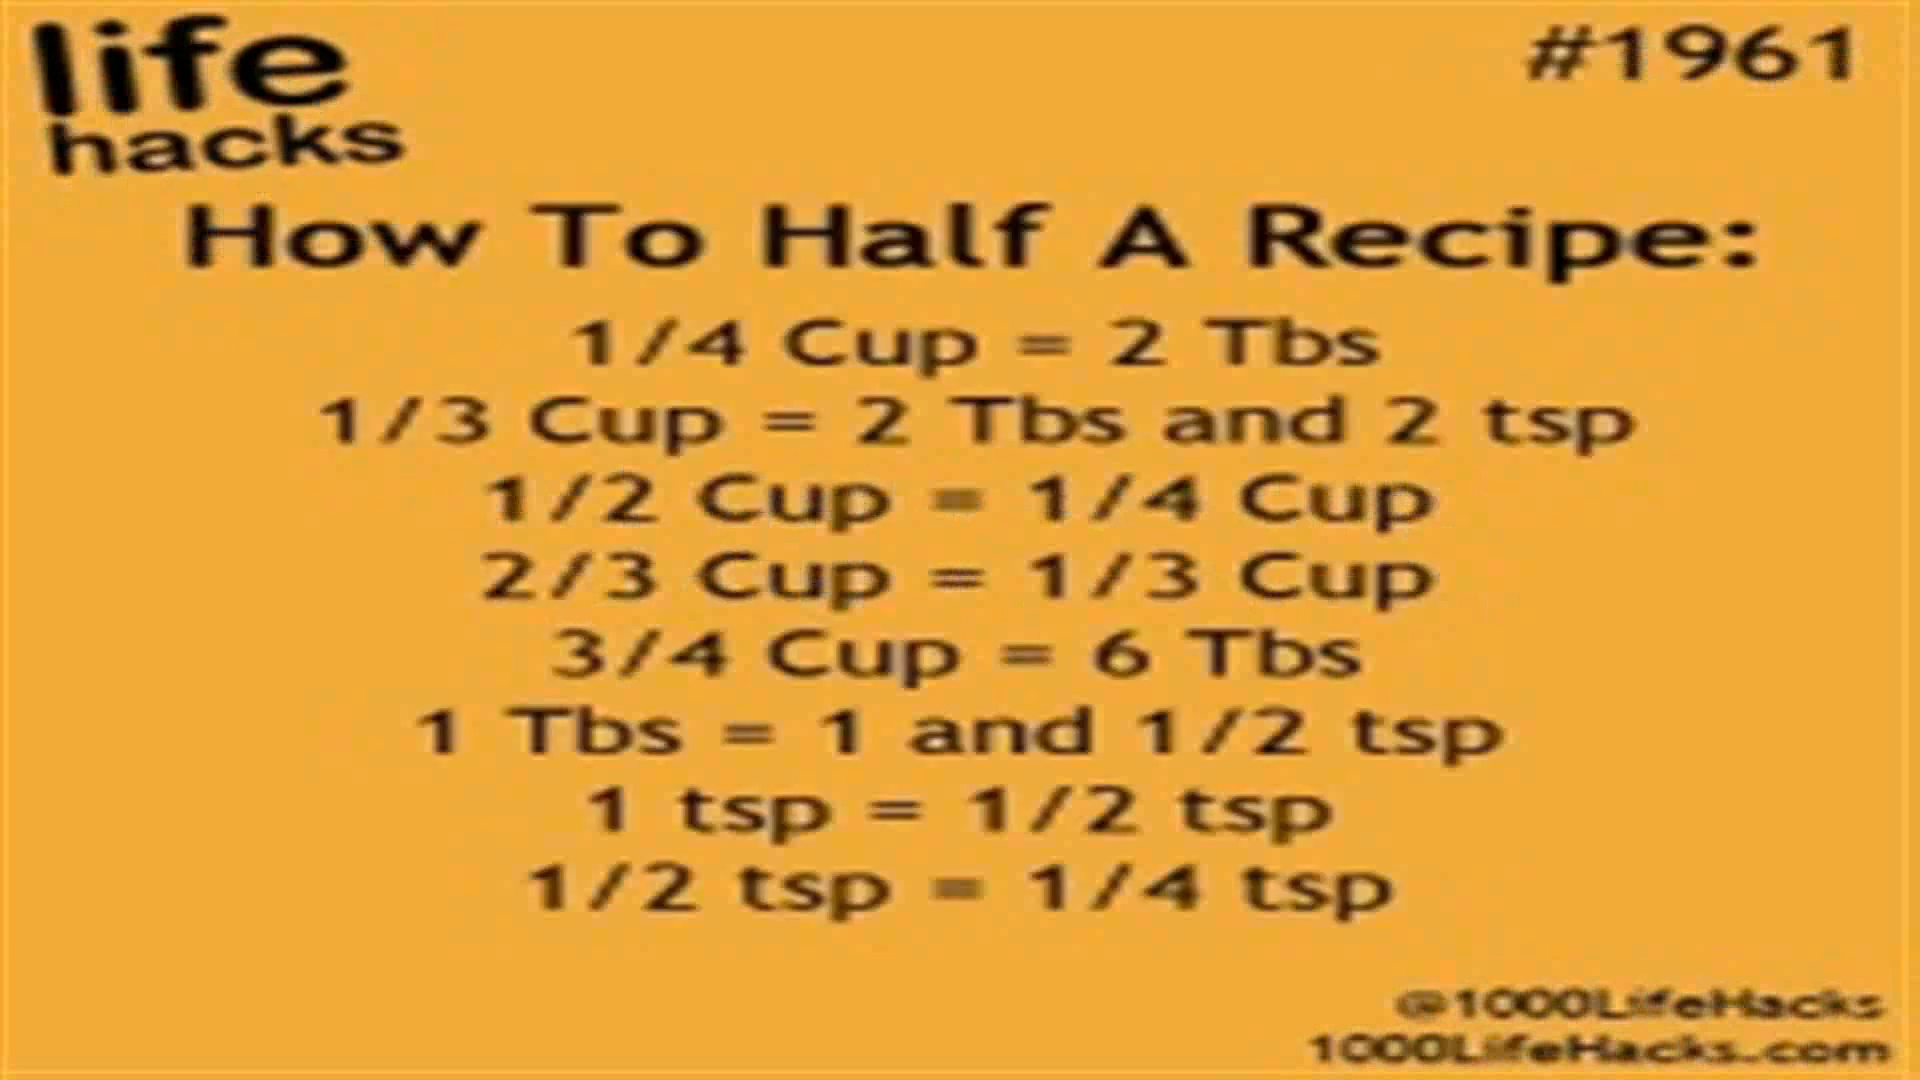 life
hacks
#1961
How To Half A Recipe:
1/4 Cup = 2 Tbs
1/3 Cup = 2 Tbs and 2 tsp
1/2 Cup = 1/4 Cup
2/3 Cup = 1/3 Cup
3/4 Cup = 6 Tbs
1 Tbs = 1 and 1/2 tsp
1 tsp = 1/2 tsp
1/2 tsp = 1/4 tsp
@1000LifeHacks
1000LifeHacks.com